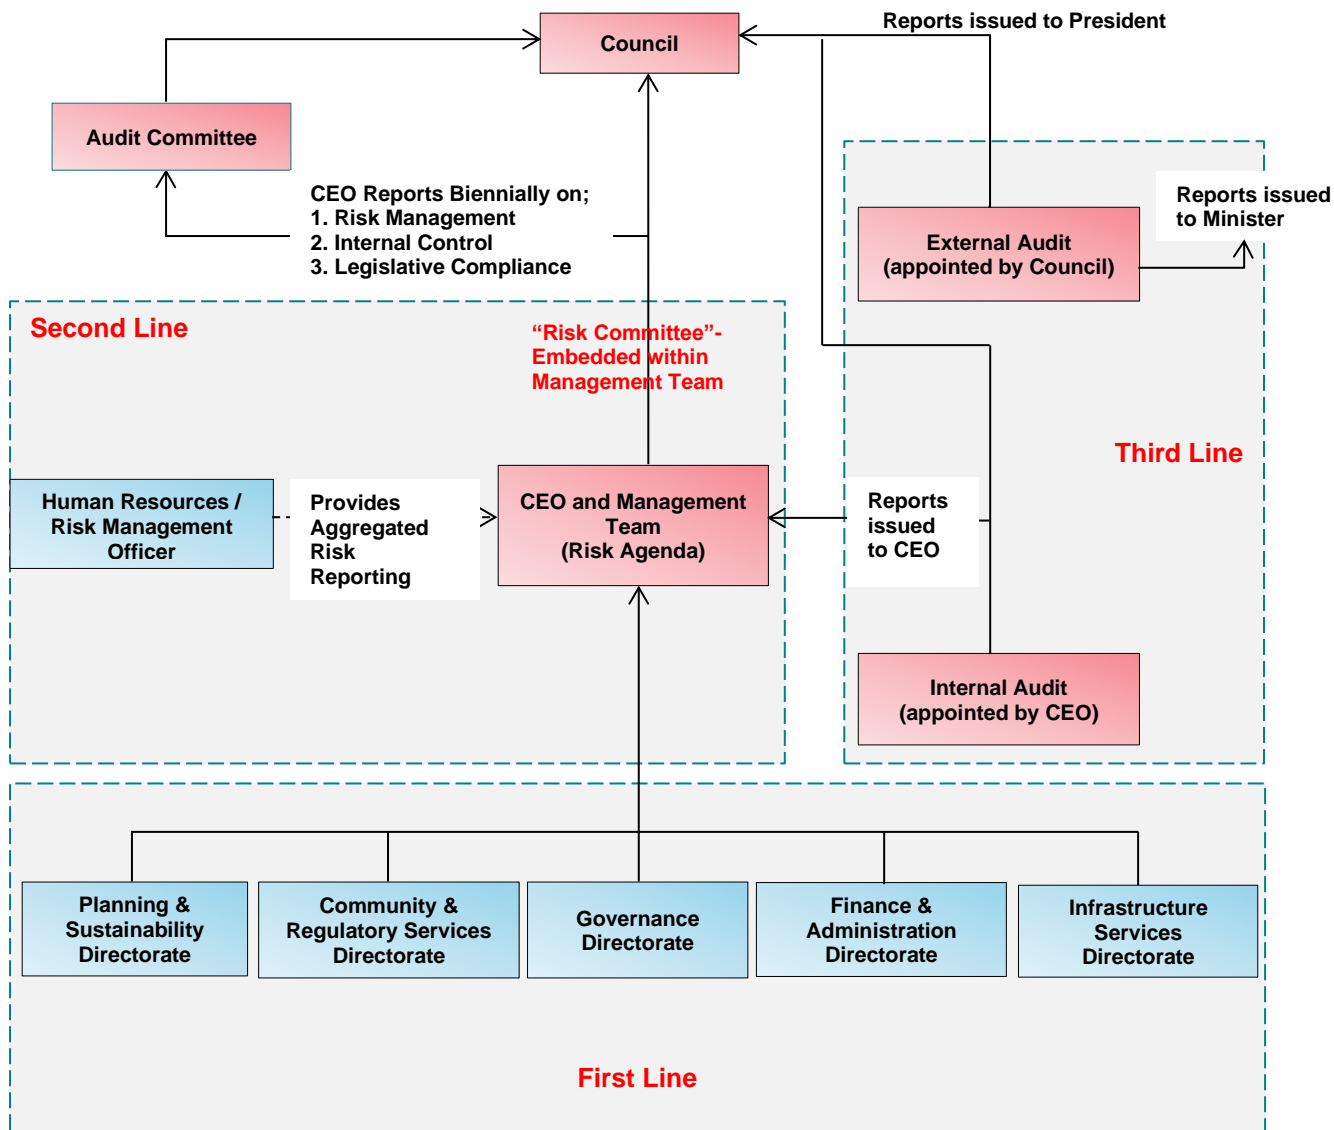 Reports issued to President
Council
Audit Committee
CEO Reports Biennially on;
1. Risk Management
2. Internal Control
3. Legislative Compliance
Reports issued
to Minister
External Audit
(appointed by Council)
Second Line
“Risk Committee”-
Embedded within
Management Team
Third Line
Human Resources /
Risk Management
Officer
Provides
Aggregated
Risk
Reporting
CEO and Management
Team
(Risk Agenda)
Reports
issued
to CEO
Internal Audit
(appointed by CEO)
Planning &
Sustainability
Directorate
Community &
Regulatory Services
Directorate
Governance
Directorate
Finance &
Administration
Directorate
Infrastructure
Services
Directorate
First Line